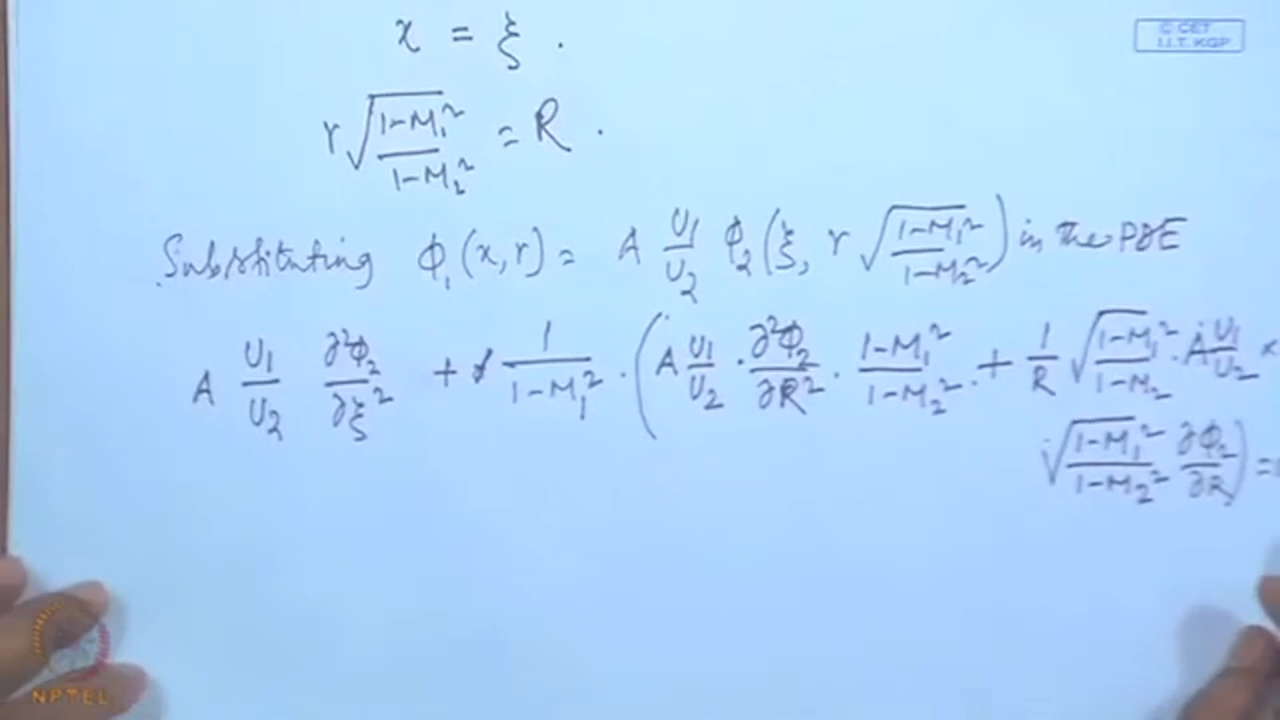 x = ξ .
© CET
I.I.T. KGP
r √((1-M₁²)/(1-M₂²)) = R .
Substituting ϕ₁(x, r) = A U₁/U₂ ϕ₂(ξ, r √((1-M₁²)/(1-M₂²))) in the PDE
A U₁/U₂ ∂²ϕ₂/∂ξ² + 1/(1-M₁²) · (A U₁/U₂ · ∂²ϕ₂/∂R² · (1-M₁²)/(1-M₂²) + 1/R √((1-M₁²)/(1-M₂)) · A U₁/U₂ ×
√((1-M₁²)/(1-M₂²)) ∂ϕ₂/∂R) =
NPTEL